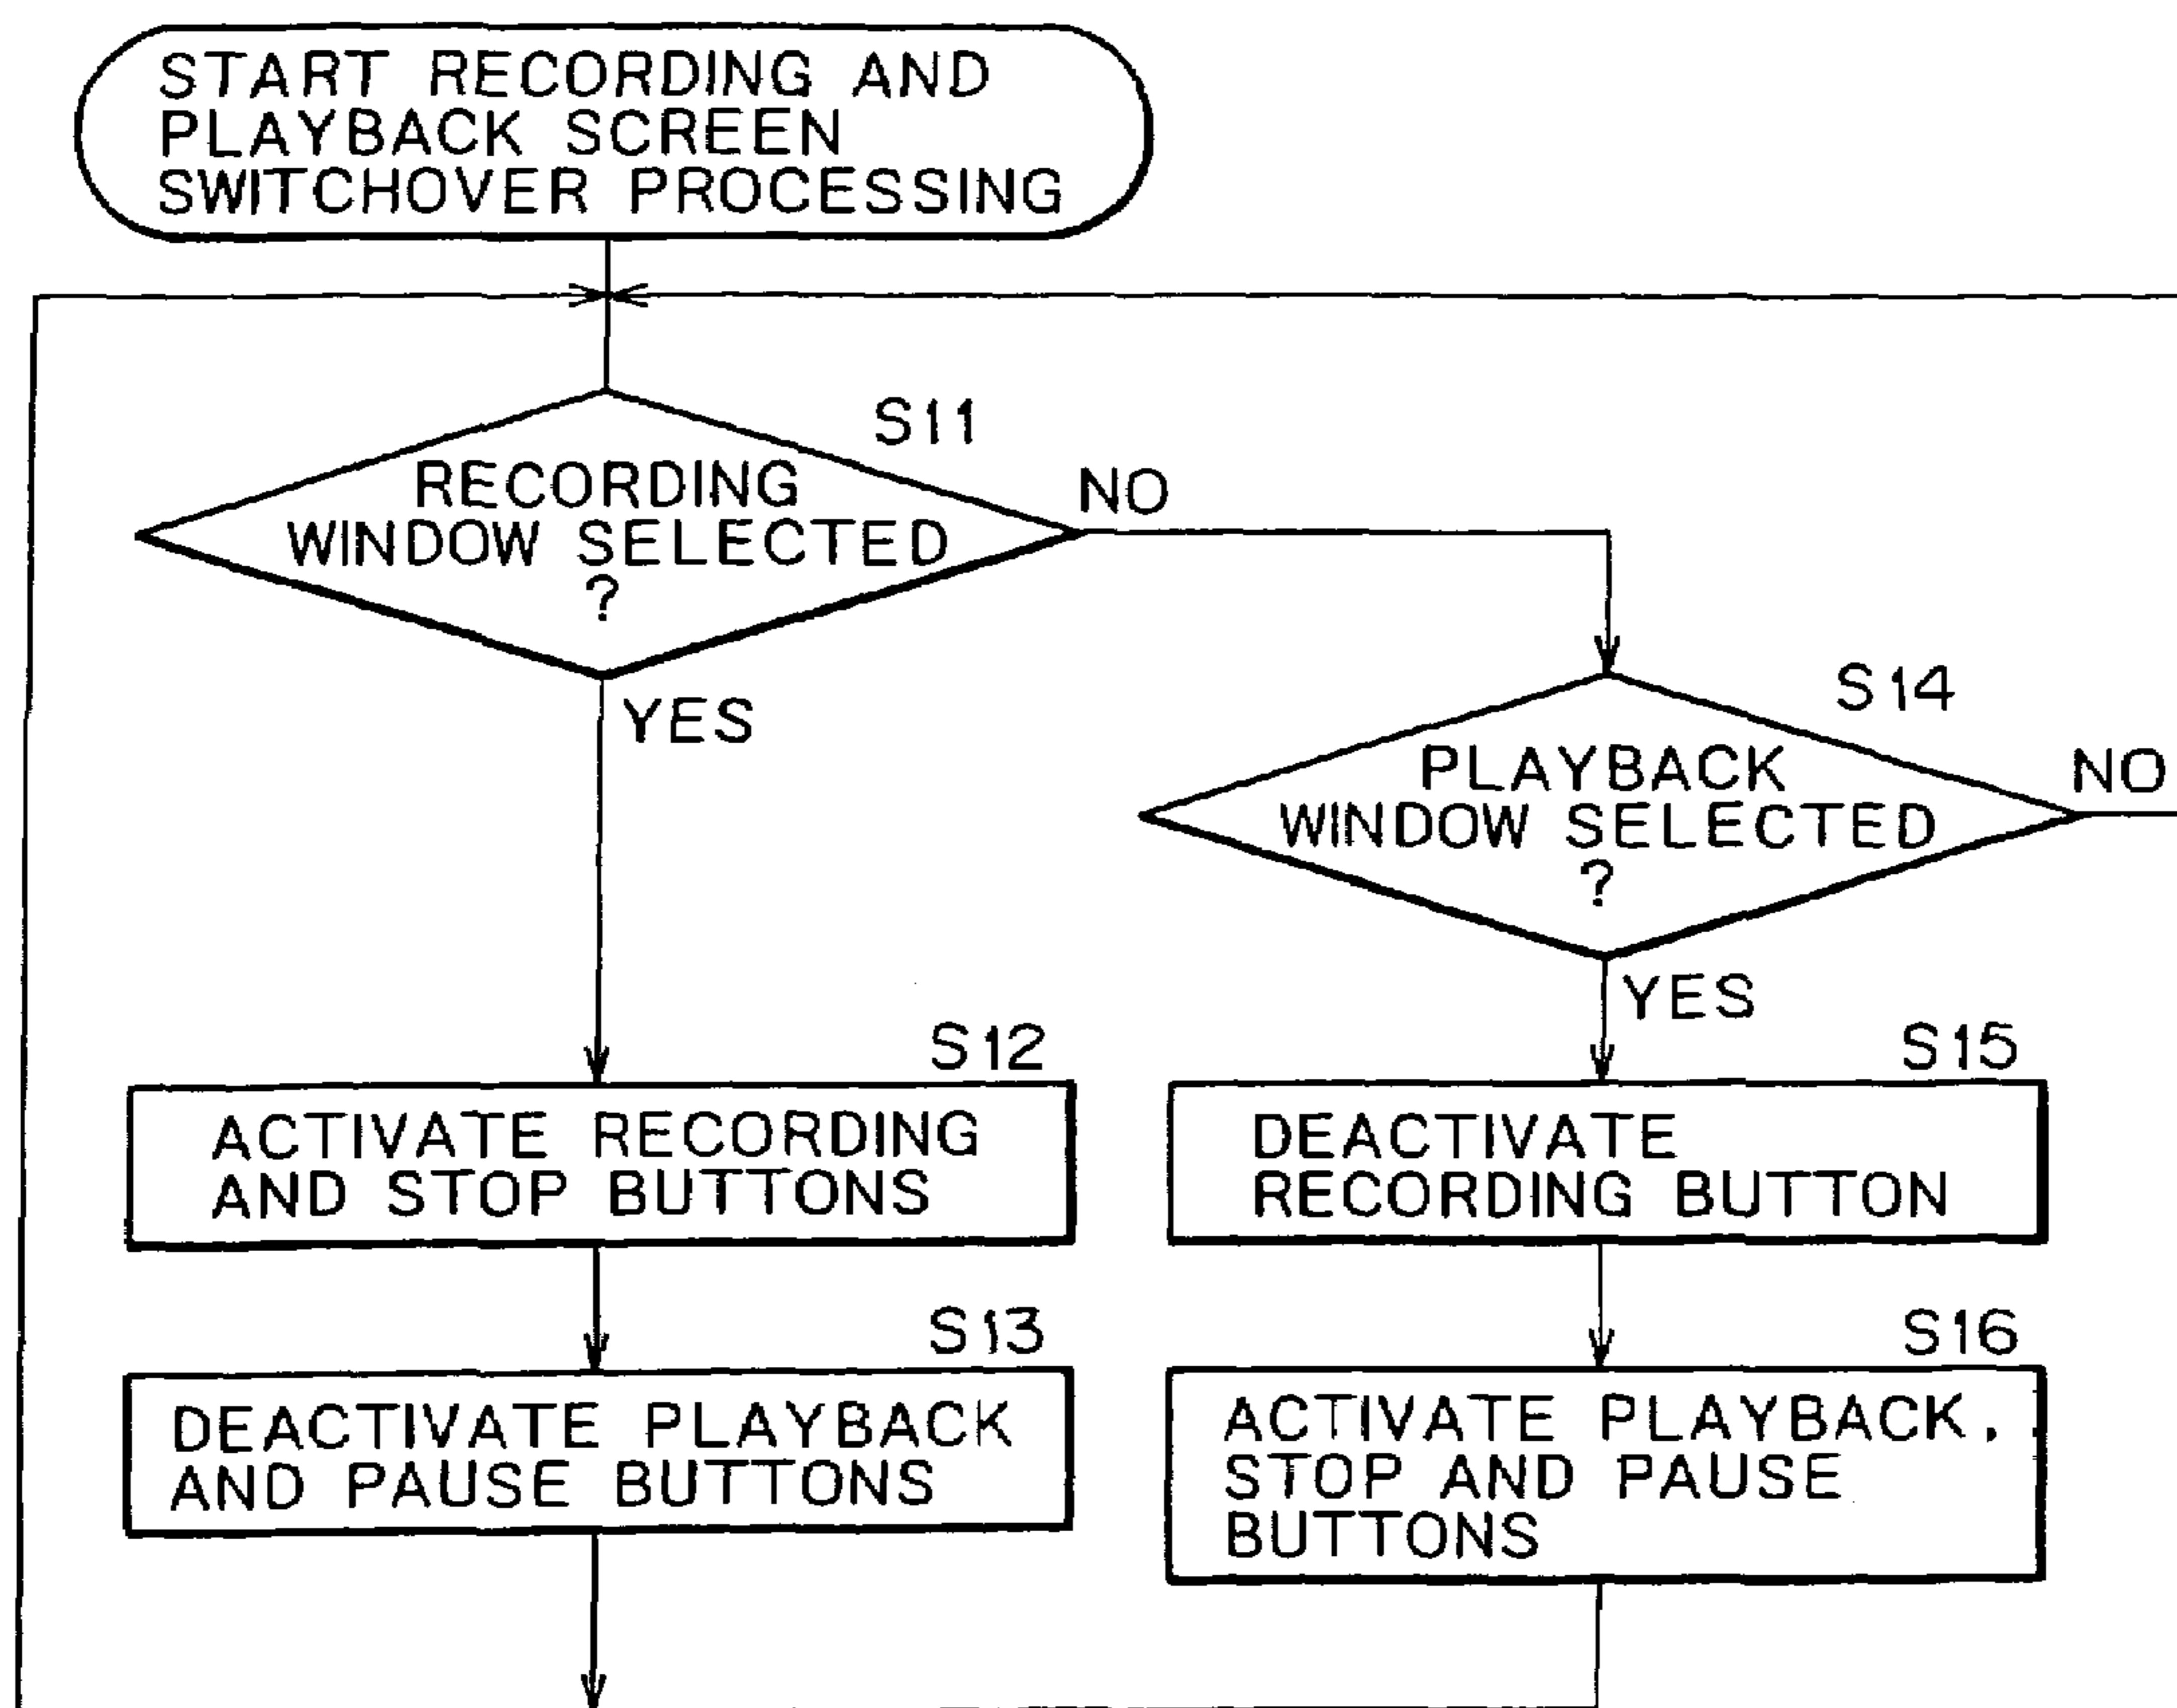 START RECORDING AND
PLAYBACK SCREEN
SWITCHOVER PROCESSING
S11
RECORDING
WINDOW SELECTED
?
NO
YES
S14
PLAYBACK
WINDOW SELECTED
?
NO
YES
S12
ACTIVATE RECORDING
AND STOP BUTTONS
S15
DEACTIVATE
RECORDING BUTTON
S13
DEACTIVATE PLAYBACK
AND PAUSE BUTTONS
S16
ACTIVATE PLAYBACK,
STOP AND PAUSE
BUTTONS